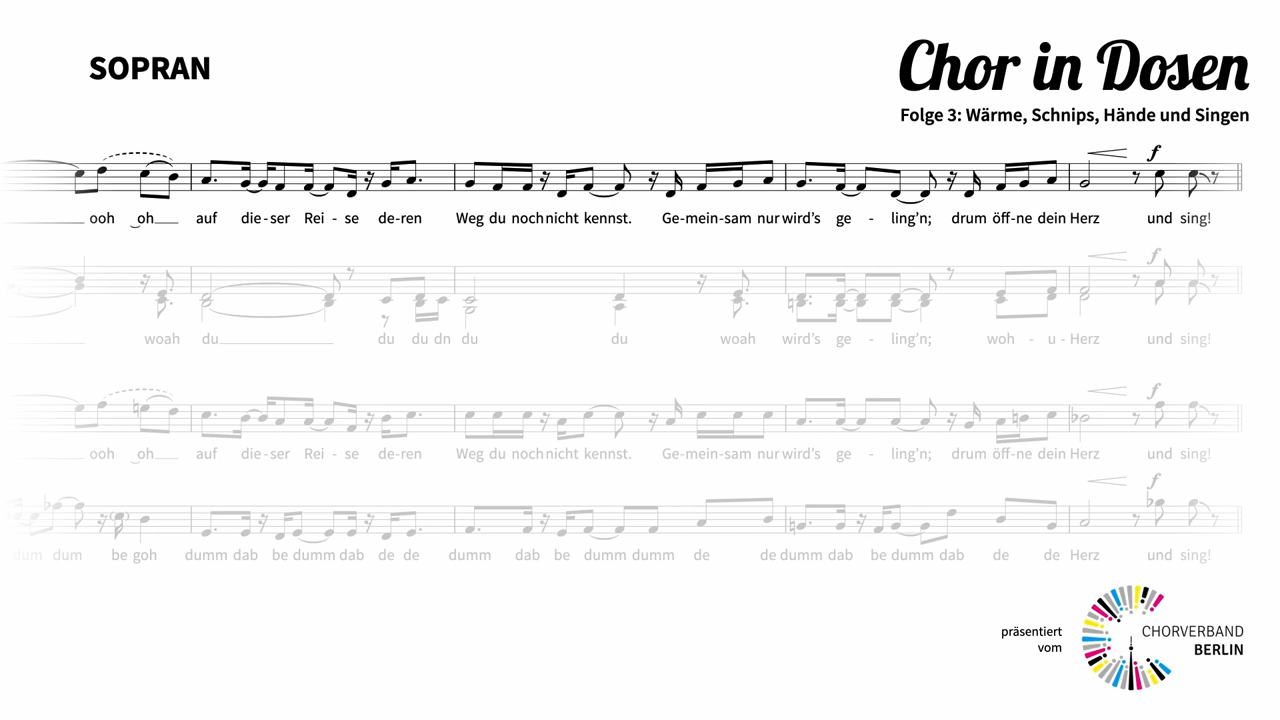 SOPRAN
Chor in Dosen
Folge 3: Wärme, Schnips, Hände und Singen
f
ooh oh auf die-ser Rei - se de-ren Weg du noch nicht kennst. Ge-mein-sam nur wird's ge - ling'n; drum öff-ne dein Herz und sing!
f
woah du du du dn du du woah wird's ge - ling'n; woh - u - Herz und sing!
f
ooh oh auf die-ser Rei - se de-ren Weg du noch nicht kennst. Ge-mein-sam nur wird's ge - ling'n; drum öff-ne dein Herz und sing!
f
dum dum be goh dumm dab be dumm dab de de dumm dab be dumm dumm de de dumm dab be dumm dab de de Herz und sing!
präsentiert
vom
CHORVERBAND
BERLIN